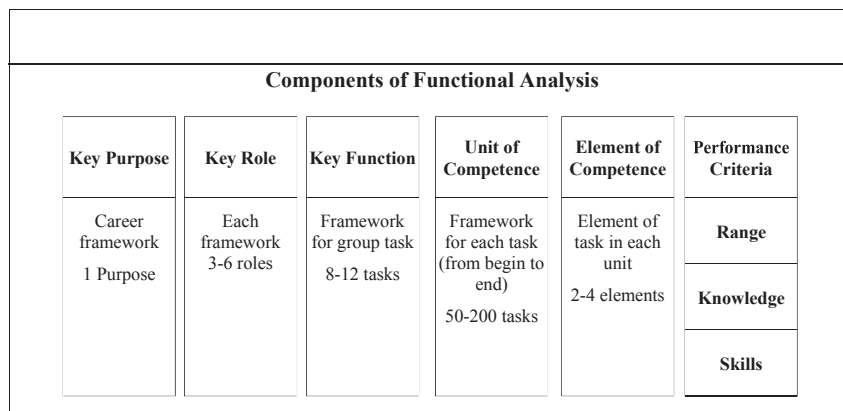 Components of Functional Analysis
Key Purpose
Career
framework
1 Purpose
Key Role
Each
framework
3-6 roles
Key Function
Framework
for group task
8-12 tasks
Unit of
Competence
Framework
for each task
(from begin to
end)
50-200 tasks
Element of
Competence
Element of
task in each
unit
2-4 elements
Performance
Criteria
Range
Knowledge
Skills